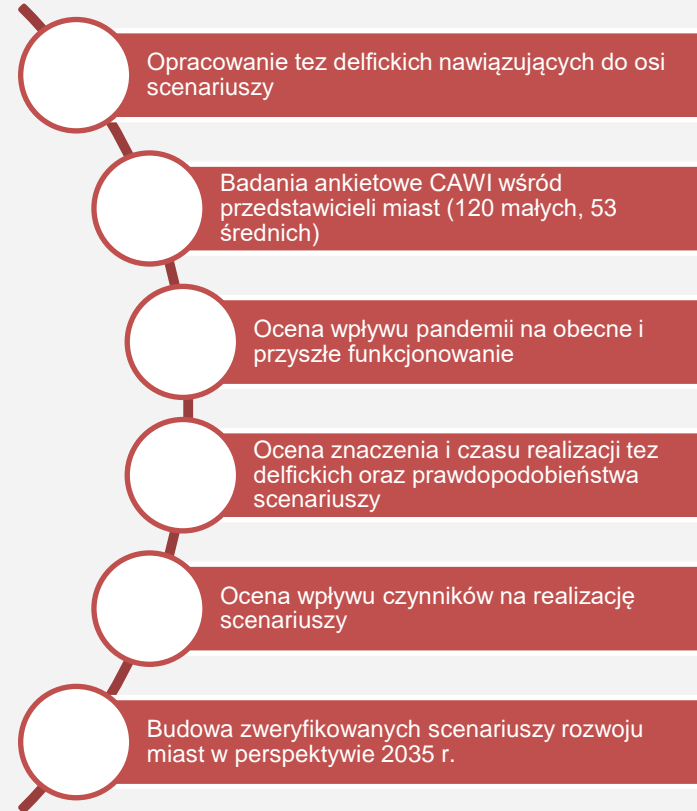 Opracowanie tez delfickich nawiązujących do osi
scenariuszy
Badania ankietowe CAWI wśród
przedstawicieli miast (120 małych, 53
średnich)
Ocena wpływu pandemii na obecne i
przyszłe funkcjonowanie
Ocena znaczenia i czasu realizacji tez
delfickich oraz prawdopodobieństwa
scenariuszy
Ocena wpływu czynników na realizację
scenariuszy
Budowa zweryfikowanych scenariuszy rozwoju
miast w perspektywie 2035 r.